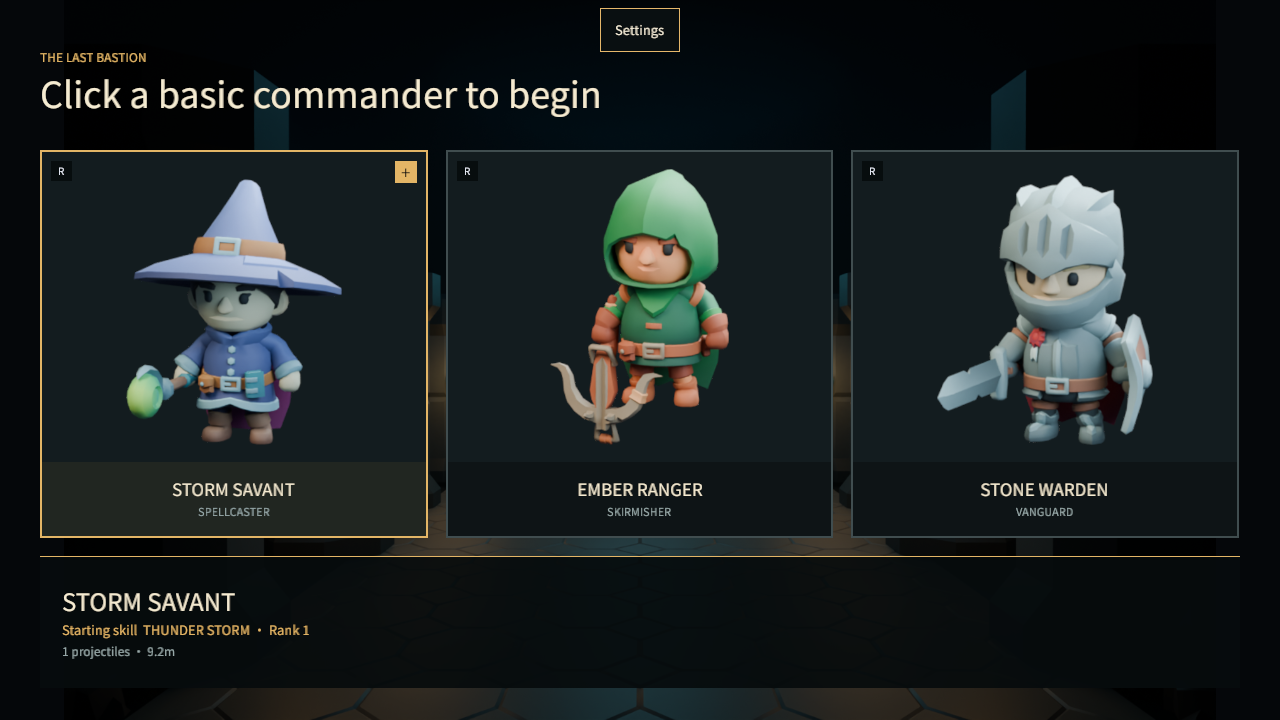 Settings
THE LAST BASTION
Click a basic commander to begin
R
+
R
R
STORM SAVANT
SPELLCASTER
EMBER RANGER
SKIRMISHER
STONE WARDEN
VANGUARD
STORM SAVANT
Starting skill THUNDER STORM • Rank 1
1 projectiles • 9.2m